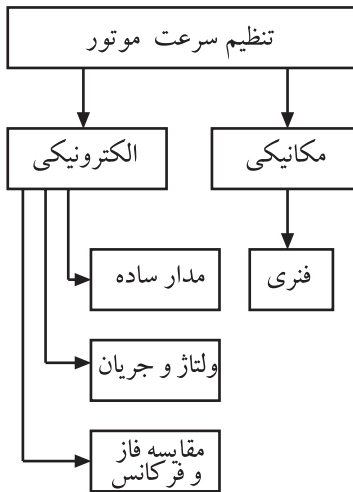 تنظیم سرعت موتور
مکانیکی
الکترونیکی
فنری
مدار ساده
ولتاژ و جریان
مقایسه فاز
و فرکانس